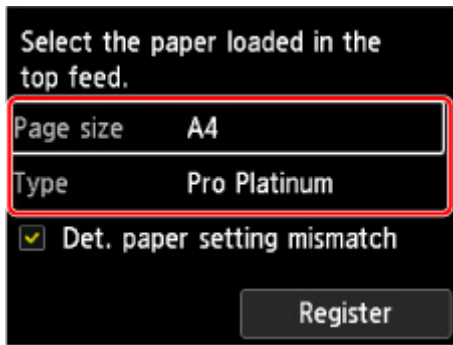 Select the paper loaded in the
top feed.
Page size A4
Type Pro Platinum
Det. paper setting mismatch
Register